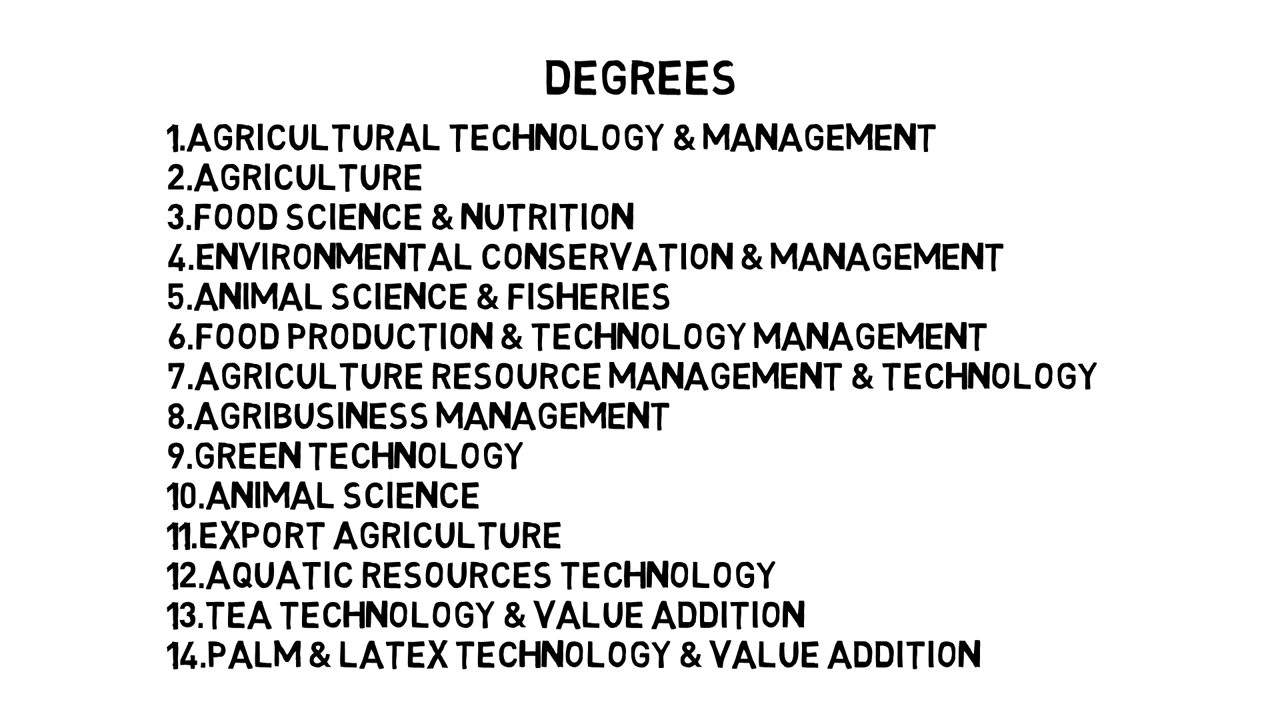 DEGREES
1.AGRICULTURAL TECHNOLOGY & MANAGEMENT
2.AGRICULTURE
3.FOOD SCIENCE & NUTRITION
4.ENVIRONMENTAL CONSERVATION & MANAGEMENT
5.ANIMAL SCIENCE & FISHERIES
6.FOOD PRODUCTION & TECHNOLOGY MANAGEMENT
7.AGRICULTURE RESOURCE MANAGEMENT & TECHNOLOGY
8.AGRIBUSINESS MANAGEMENT
9.GREEN TECHNOLOGY
10.ANIMAL SCIENCE
11.EXPORT AGRICULTURE
12.AQUATIC RESOURCES TECHNOLOGY
13.TEA TECHNOLOGY & VALUE ADDITION
14.PALM & LATEX TECHNOLOGY & VALUE ADDITION